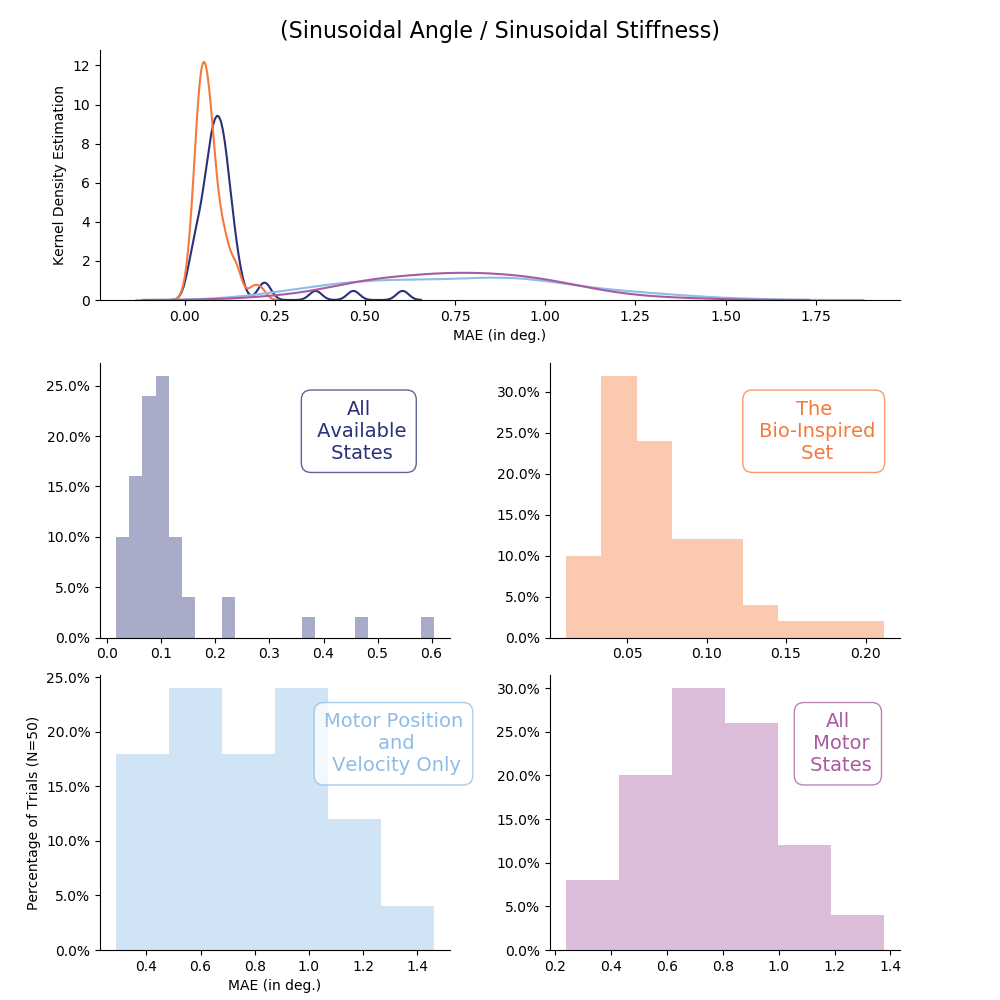 (Sinusoidal Angle / Sinusoidal Stiffness)
Kernel Density Estimation
12
10
8
6
4
2
0
0.00 0.25 0.50 0.75 1.00 1.25 1.50 1.75
MAE (in deg.)
25.0%
20.0%
15.0%
10.0%
5.0%
0.0%
0.0 0.1 0.2 0.3 0.4 0.5 0.6
All
Available
States
30.0%
25.0%
20.0%
15.0%
10.0%
5.0%
0.0%
0.05 0.10 0.15 0.20
The
Bio-Inspired
Set
Percentage of Trials (N=50)
25.0%
20.0%
15.0%
10.0%
5.0%
0.0%
0.4 0.6 0.8 1.0 1.2 1.4
MAE (in deg.)
Motor Position
and
Velocity Only
30.0%
25.0%
20.0%
15.0%
10.0%
5.0%
0.0%
0.2 0.4 0.6 0.8 1.0 1.2 1.4
All
Motor
States